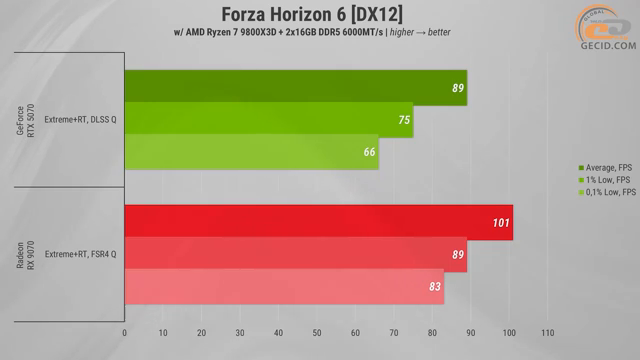 Forza Horizon 6 [DX12]
w/ AMD Ryzen 7 9800X3D + 2x16GB DDR5 6000MT/s | higher → better
GECID.COM
GeForce
RTX 5070
Extreme+RT, DLSS Q
89
75
66
Radeon
RX 9070
Extreme+RT, FSR4 Q
101
89
83
Average, FPS
1% Low, FPS
0,1% Low, FPS
0 10 20 30 40 50 60 70 80 90 100 110